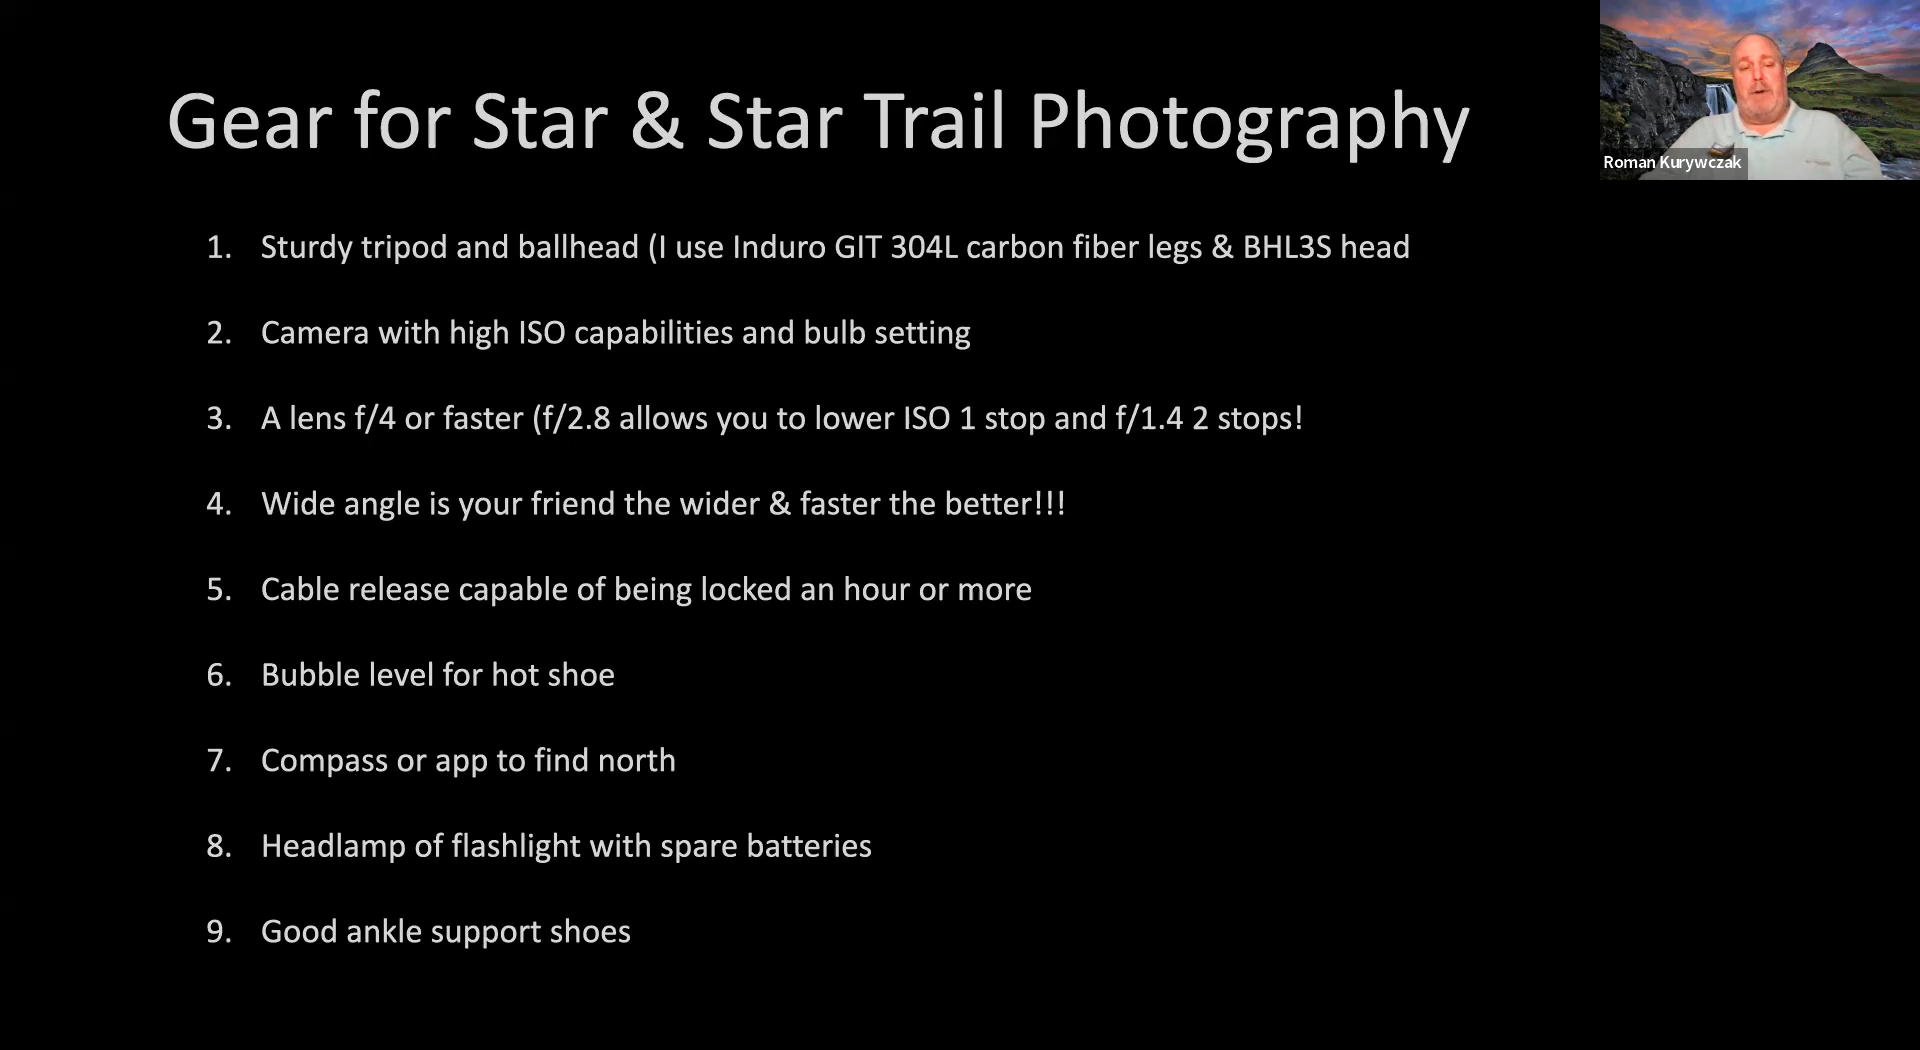 Gear for Star & Star Trail Photography
Roman Kurywczak
1. Sturdy tripod and ballhead (I use Induro GIT 304L carbon fiber legs & BHL3S head
2. Camera with high ISO capabilities and bulb setting
3. A lens f/4 or faster (f/2.8 allows you to lower ISO 1 stop and f/1.4 2 stops!
4. Wide angle is your friend the wider & faster the better!!!
5. Cable release capable of being locked an hour or more
6. Bubble level for hot shoe
7. Compass or app to find north
8. Headlamp of flashlight with spare batteries
9. Good ankle support shoes